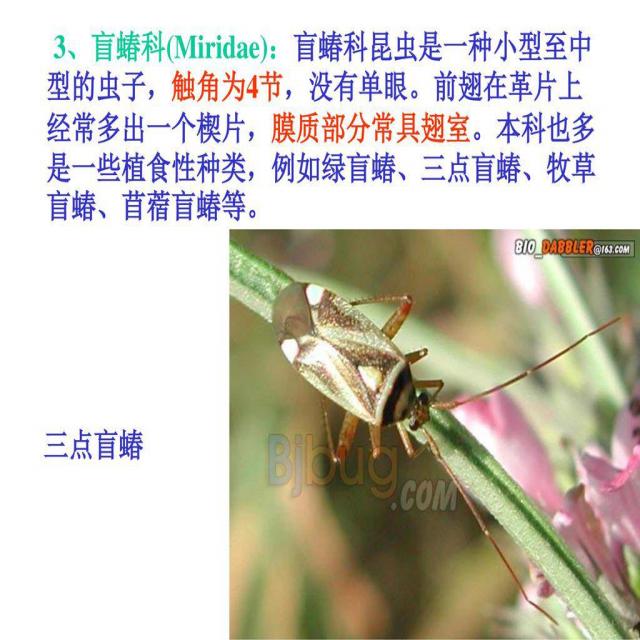 3、盲蝽科(Miridae)：盲蝽科昆虫是一种小型至中
型的虫子，触角为4节，没有单眼。前翅在革片上
经常多出一个楔片，膜质部分常具翅室。本科也多
是一些植食性种类，例如绿盲蝽、三点盲蝽、牧草
盲蝽、苜蓿盲蝽等。
BIO_DABBLER@163.COM
三点盲蝽
Bjbug.COM